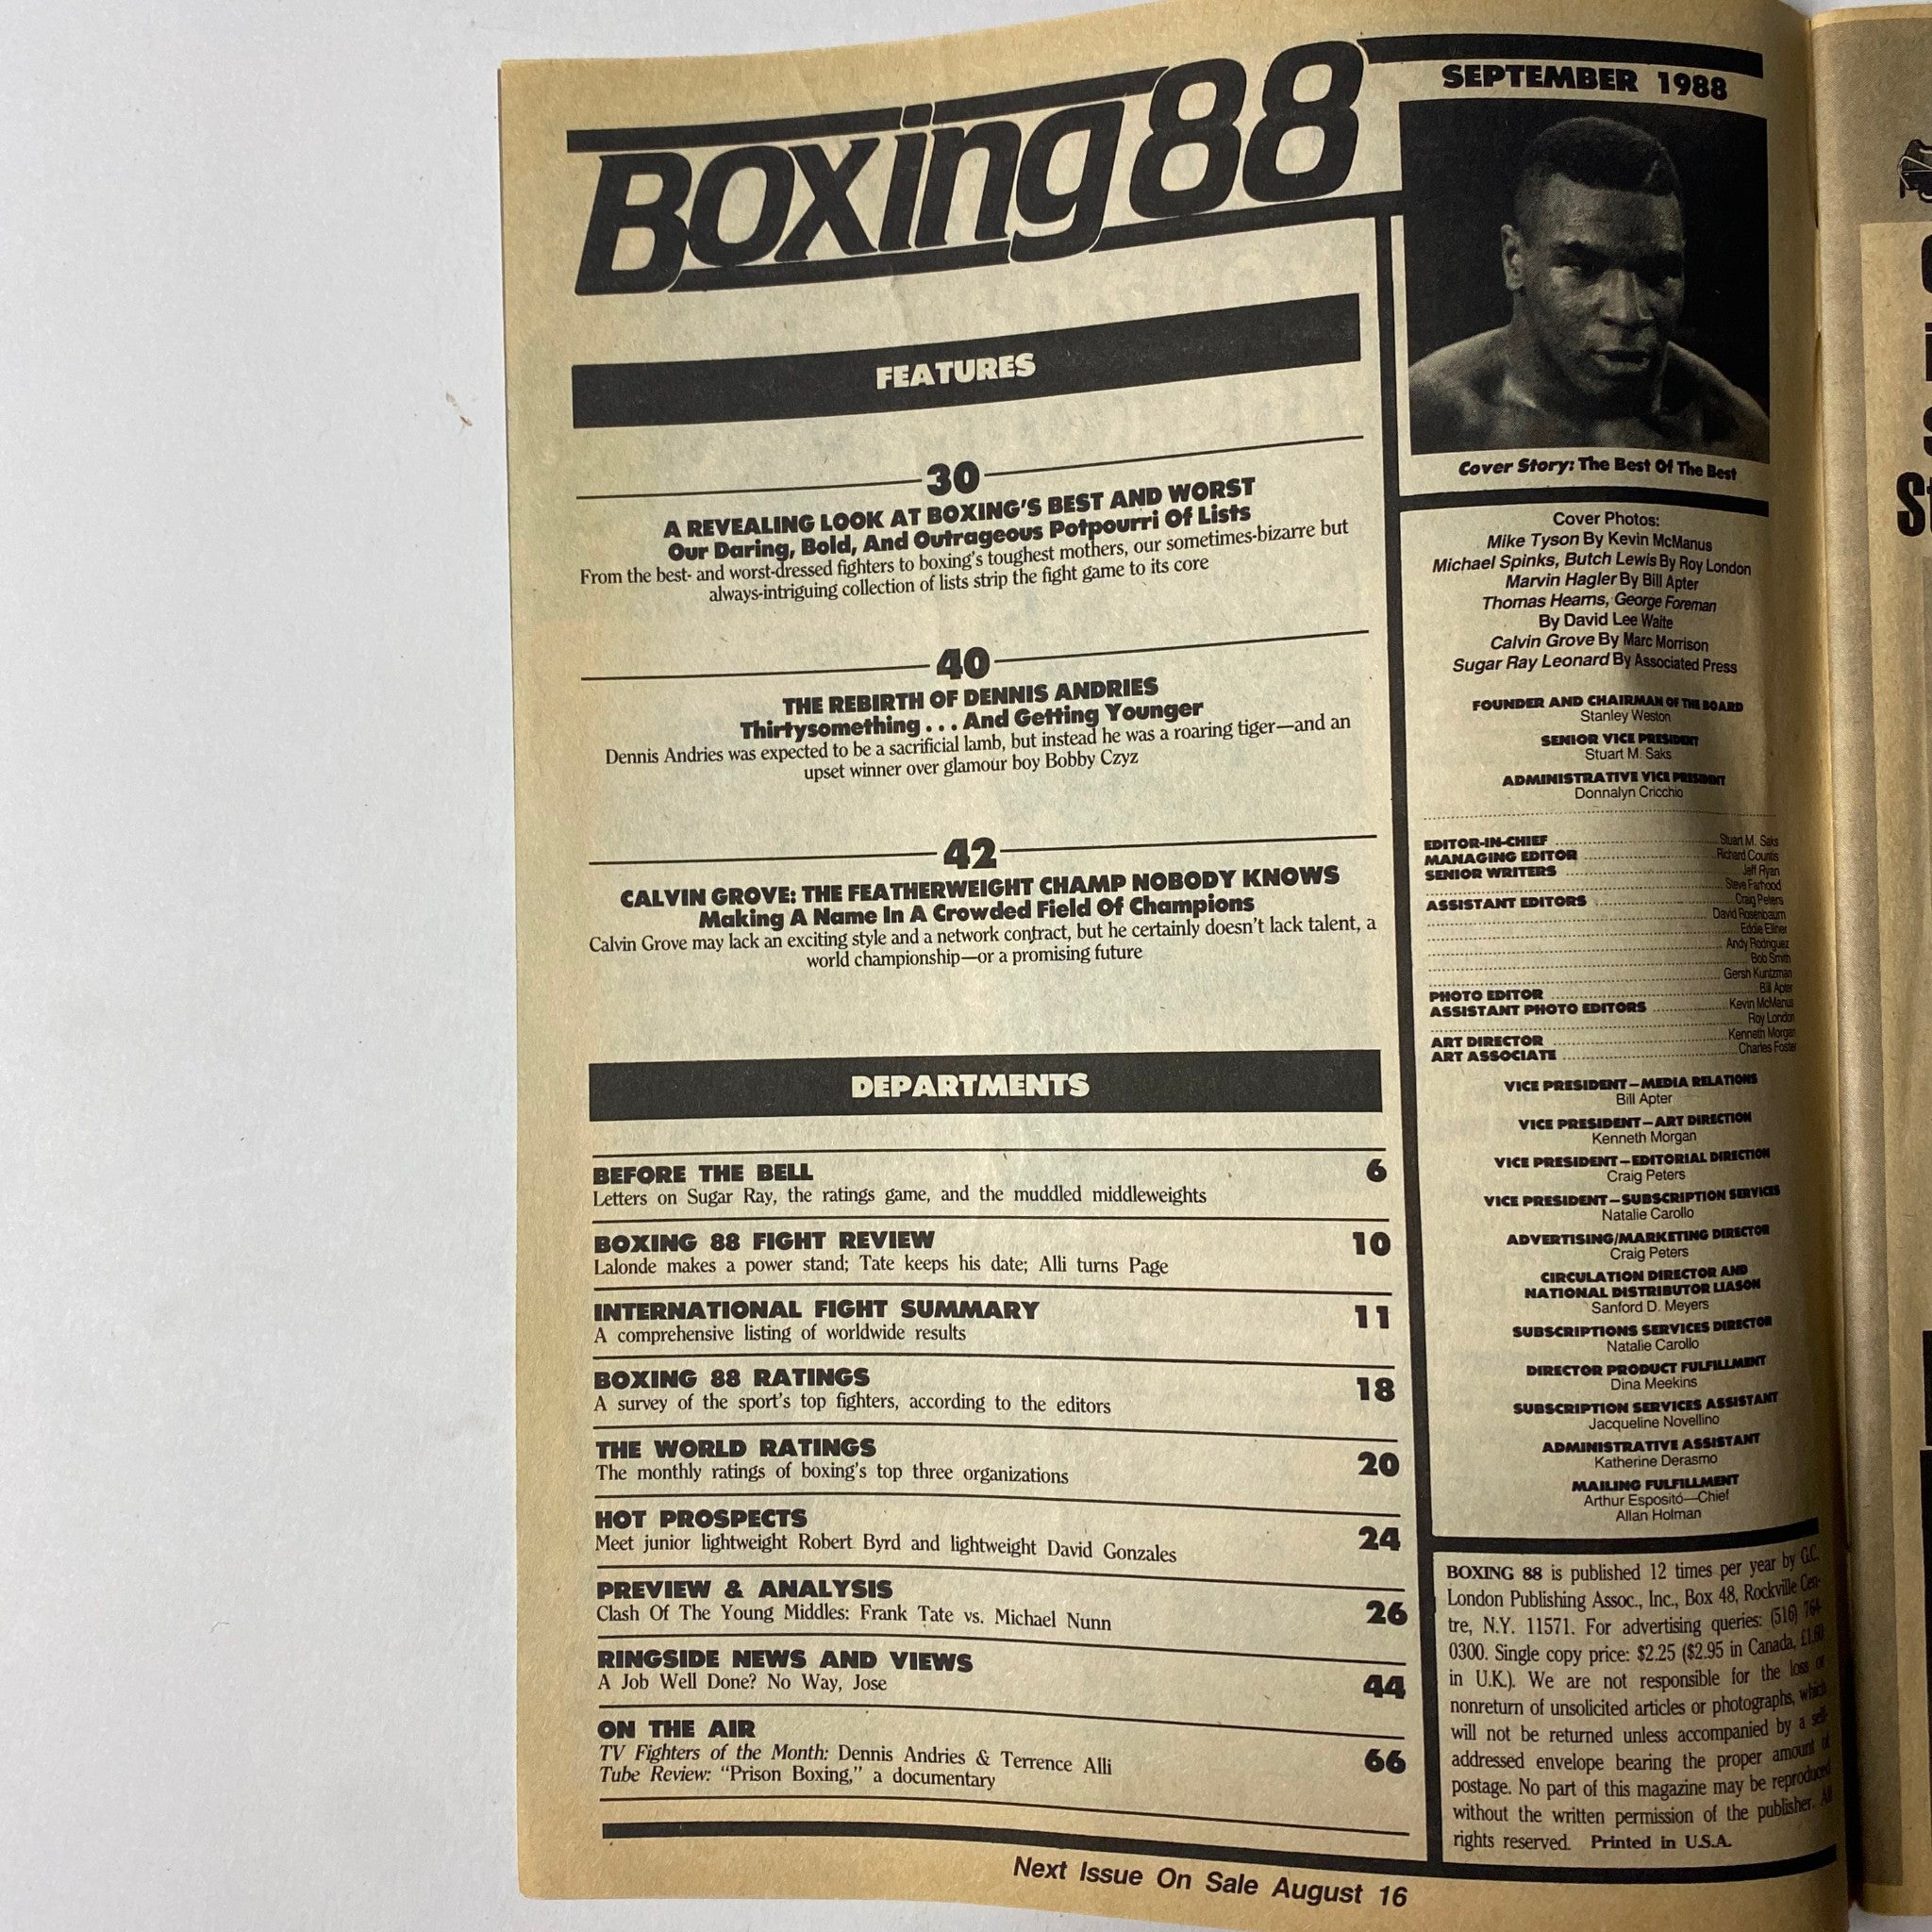 Boxing 88
FEATURES
30
A REVEALING LOOK AT BOXING'S BEST AND WORST
Our Daring, Bold, And Outrageous Potpourri Of Lists
From the best- and worst-dressed fighters to boxing's toughest mothers, our sometimes-bizarre but
always-intriguing collection of lists strip the fight game to its core
40
THE REBIRTH OF DENNIS ANDRIES
Thirtysomething . . . And Getting Younger
Dennis Andries was expected to be a sacrificial lamb, but instead he was a roaring tiger—and an
upset winner over glamour boy Bobby Czyz
42
CALVIN GROVE: THE FEATHERWEIGHT CHAMP NOBODY KNOWS
Making A Name In A Crowded Field Of Champions
Calvin Grove may lack an exciting style and a network contract, but he certainly doesn't lack talent, a
world championship—or a promising future
DEPARTMENTS
BEFORE THE BELL 6
Letters on Sugar Ray, the ratings game, and the muddled middleweights
BOXING 88 FIGHT REVIEW 10
Lalonde makes a power stand; Tate keeps his date; Alli turns Page
INTERNATIONAL FIGHT SUMMARY 11
A comprehensive listing of worldwide results
BOXING 88 RATINGS 18
A survey of the sport's top fighters, according to the editors
THE WORLD RATINGS 20
The monthly ratings of boxing's top three organizations
HOT PROSPECTS 24
Meet junior lightweight Robert Byrd and lightweight David Gonzales
PREVIEW & ANALYSIS 26
Clash Of The Young Middles: Frank Tate vs. Michael Nunn
RINGSIDE NEWS AND VIEWS 44
A Job Well Done? No Way, Jose
ON THE AIR 66
TV Fighters of the Month: Dennis Andries & Terrence Alli
Tube Review: "Prison Boxing," a documentary
Next Issue On Sale August 16
SEPTEMBER 1988
Cover Story: The Best Of The Best
Cover Photos:
Mike Tyson By Kevin McManus
Michael Spinks, Butch Lewis By Roy London
Marvin Hagler By Bill Apter
Thomas Hearns, George Foreman
By David Lee Waite
Calvin Grove By Marc Morrison
Sugar Ray Leonard By Associated Press
FOUNDER AND CHAIRMAN OF THE BOARD
Stanley Weston
SENIOR VICE PRESIDENT
Stuart M. Saks
ADMINISTRATIVE VICE PRESIDENT
Donnalyn Cricchio
EDITOR-IN-CHIEF Stuart M. Saks
MANAGING EDITOR Richard Countis
SENIOR WRITERS Jeff Ryan
Steve Farhood
ASSISTANT EDITORS Craig Peters
David Rosenbaum
Eddie Ellner
Andy Rodriguez
Bob Smith
Gersh Kuntzman
PHOTO EDITOR Bill Apter
ASSISTANT PHOTO EDITORS Kevin McManus
Roy London
ART DIRECTOR Kenneth Morgan
ART ASSOCIATE Charles Foster
VICE PRESIDENT—MEDIA RELATIONS
Bill Apter
VICE PRESIDENT—ART DIRECTION
Kenneth Morgan
VICE PRESIDENT—EDITORIAL DIRECTION
Craig Peters
VICE PRESIDENT—SUBSCRIPTION SERVICES
Natalie Carollo
ADVERTISING/MARKETING DIRECTOR
Craig Peters
CIRCULATION DIRECTOR AND
NATIONAL DISTRIBUTOR LIASON
Sanford D. Meyers
SUBSCRIPTIONS SERVICES DIRECTOR
Natalie Carollo
DIRECTOR PRODUCT FULFILLMENT
Dina Meekins
SUBSCRIPTION SERVICES ASSISTANT
Jacqueline Novellino
ADMINISTRATIVE ASSISTANT
Katherine Derasmo
MAILING FULFILLMENT
Arthur Esposito—Chief
Allan Holman
BOXING 88 is published 12 times per year by G.C.
London Publishing Assoc., Inc., Box 48, Rockville Cen-
tre, N.Y. 11571. For advertising queries: (516) 764-
0300. Single copy price: $2.25 ($2.95 in Canada, £1.60
in U.K.). We are not responsible for the loss or
nonreturn of unsolicited articles or photographs, which
will not be returned unless accompanied by a self-
addressed envelope bearing the proper amount of
postage. No part of this magazine may be reproduced
without the written permission of the publisher. All
rights reserved. Printed in U.S.A.